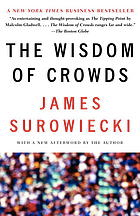 A NEW YORK TIMES BUSINESS BESTSELLER
"As entertaining and thought-provoking as The Tipping Point by
Malcolm Gladwell. . . . The Wisdom of Crowds ranges far and wide."
—The Boston Globe
THE WISDOM
OF CROWDS
JAMES
SUROWIECKI
WITH A NEW AFTERWORD BY THE AUTHOR